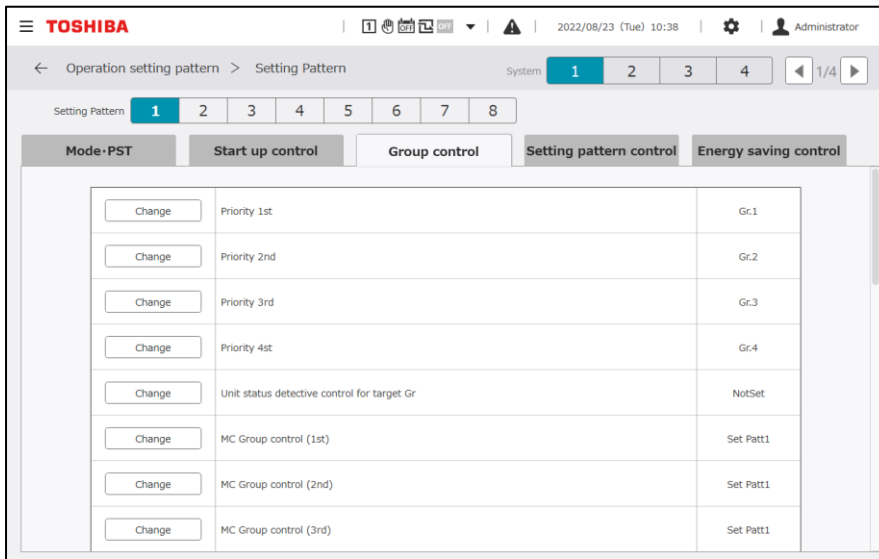 TOSHIBA 1 OFF OFF 2022/08/23 (Tue) 10:38 Administrator
Operation setting pattern > Setting Pattern System 1 2 3 4 1/4
Setting Pattern 1 2 3 4 5 6 7 8
Mode・PST Start up control Group control Setting pattern control Energy saving control
Change Priority 1st Gr.1
Change Priority 2nd Gr.2
Change Priority 3rd Gr.3
Change Priority 4st Gr.4
Change Unit status detective control for target Gr NotSet
Change MC Group control (1st) Set Patt1
Change MC Group control (2nd) Set Patt1
Change MC Group control (3rd) Set Patt1